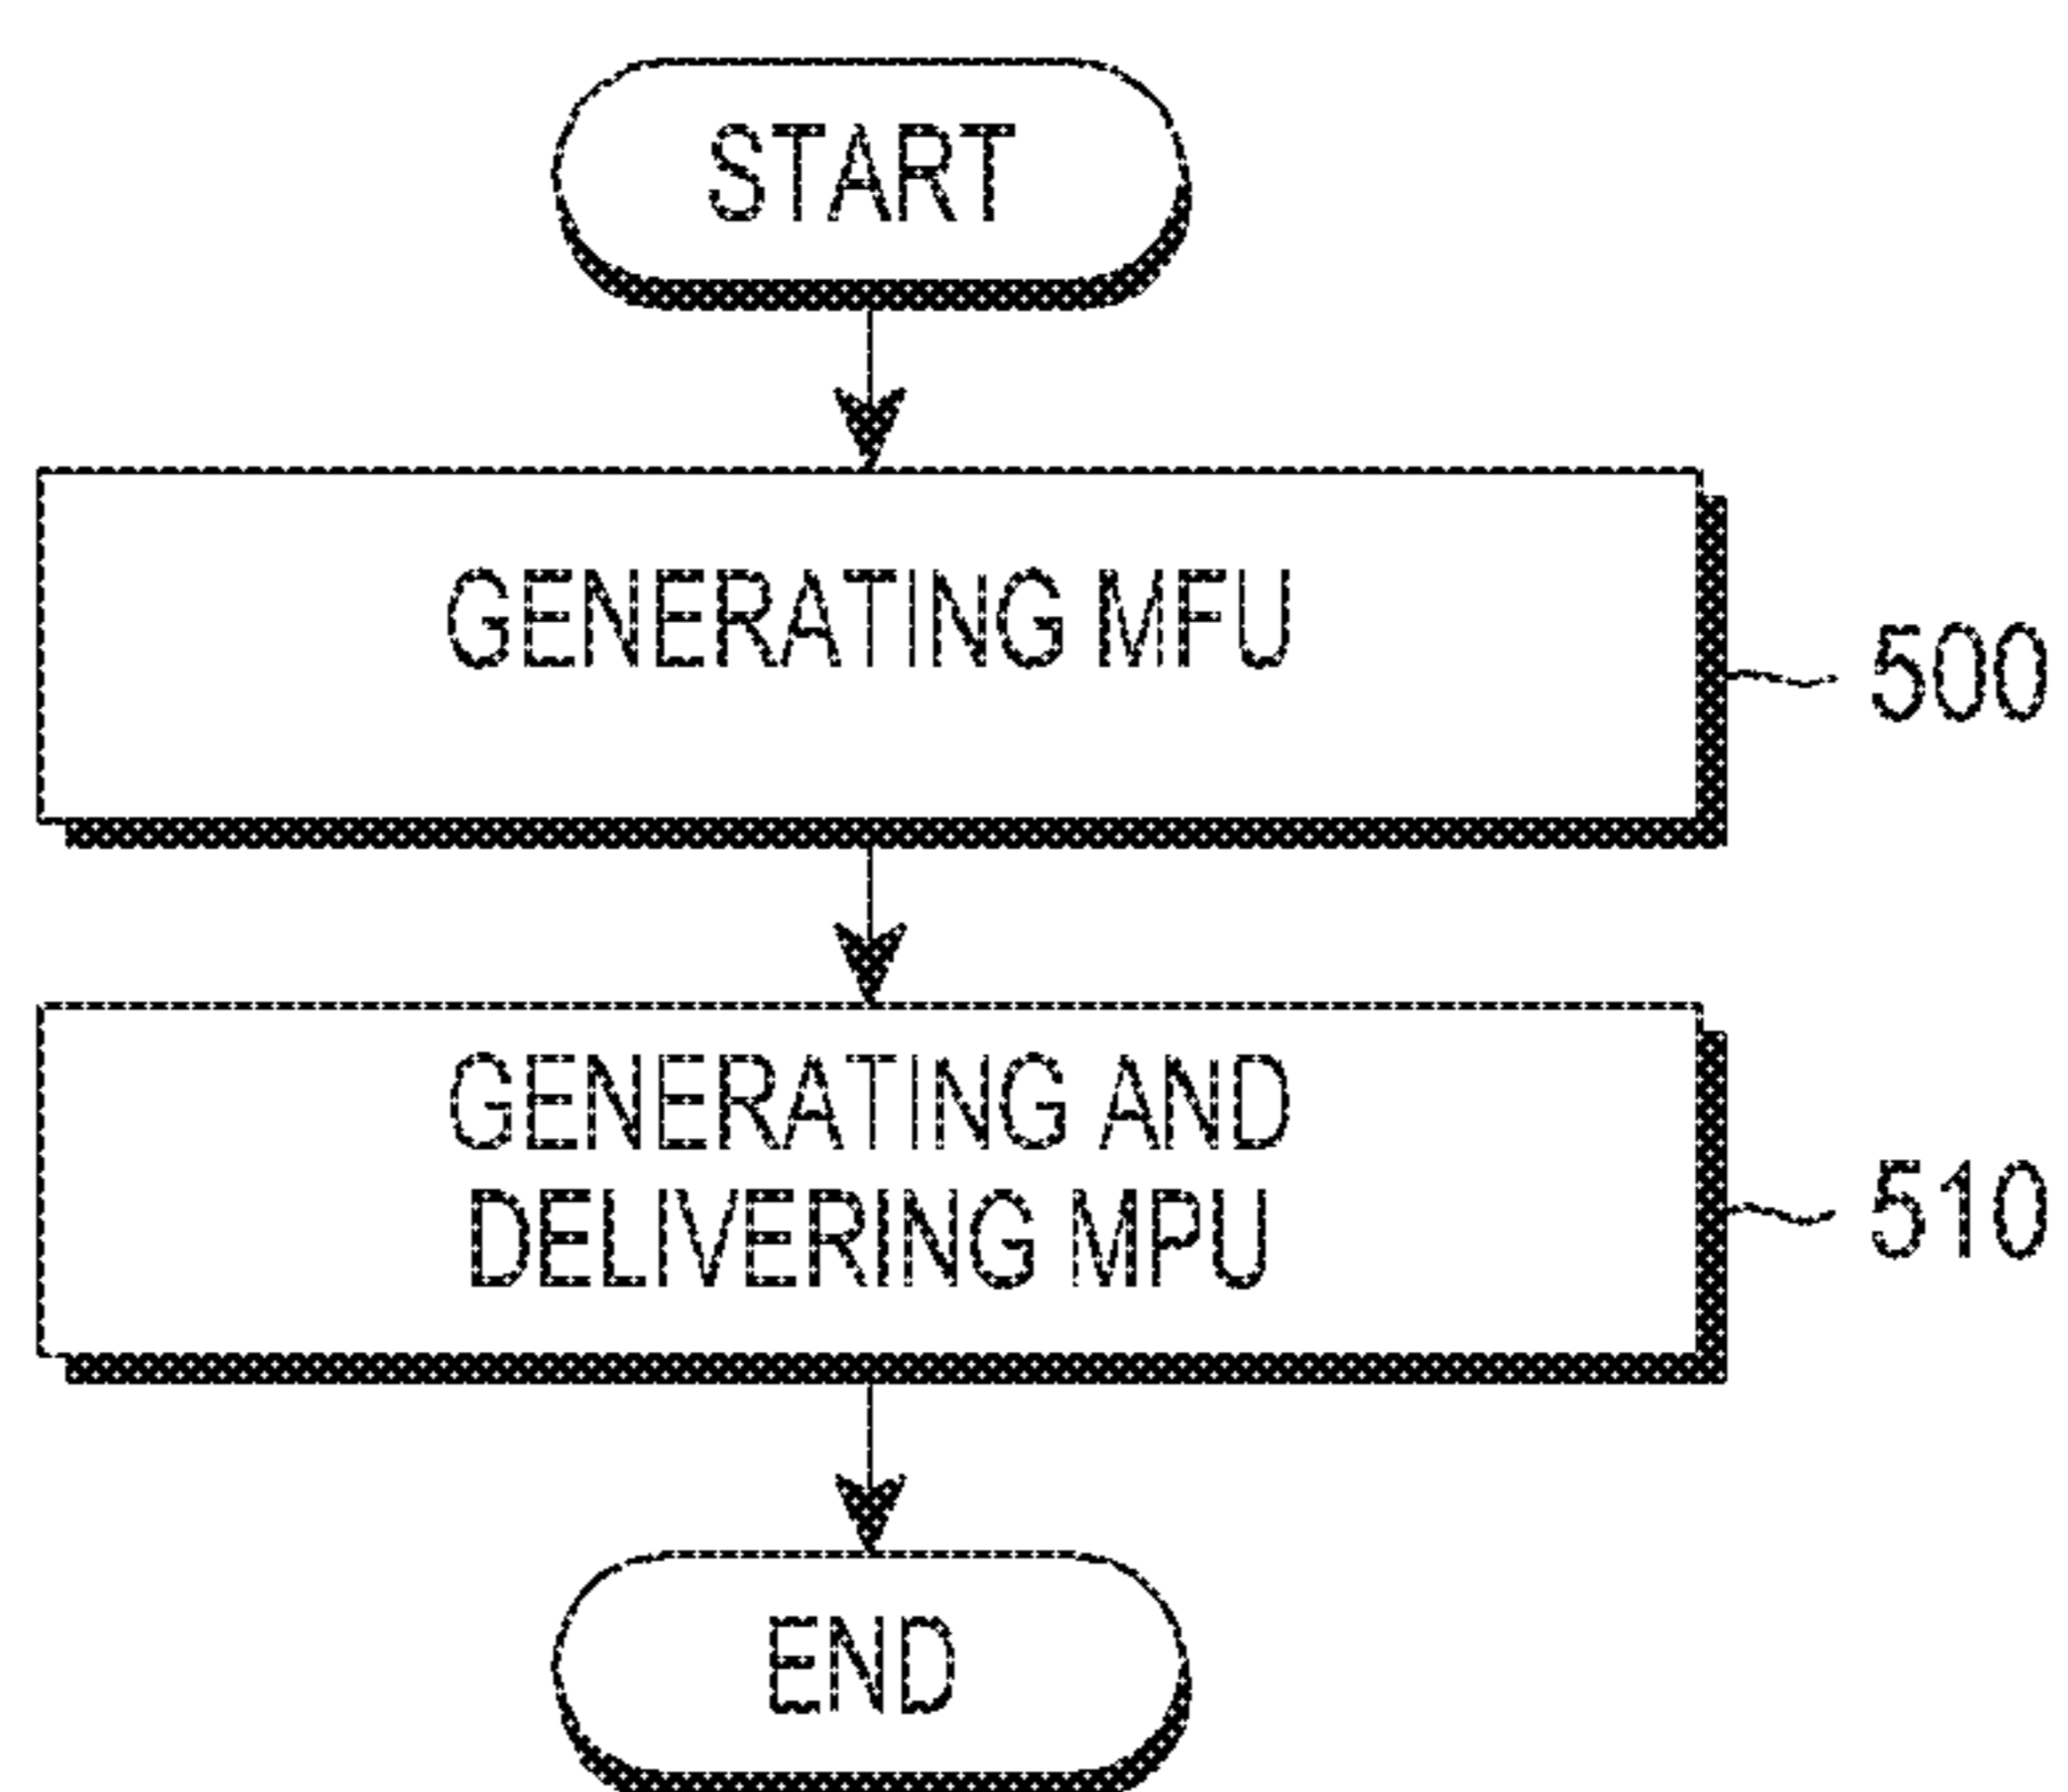 START
GENERATING MFU
500
GENERATING AND
DELIVERING MPU
510
END